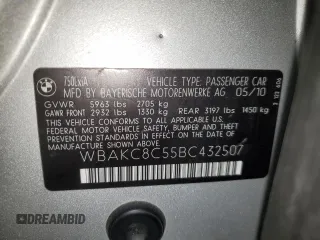 BMW
750LxiA VEHICLE TYPE: PASSENGER CAR
MFD BY BAYERISCHE MOTORENWERKE AG 05/10
GVWR 5963 lbs 2705 kg
GAWR FRONT 2932 lbs 1330 kg REAR 3197 lbs 1450 kg
THIS VEHICLE CONFORMS TO ALL APPLICABLE
FEDERAL MOTOR VEHICLE SAFETY, BUMPER AND THEFT
PREVENTION STANDARDS IN EFFECT ON THE DATE OF
MANUFACTURE SHOWN ABOVE.
WBAKC8C55BC432507
DREAMBID